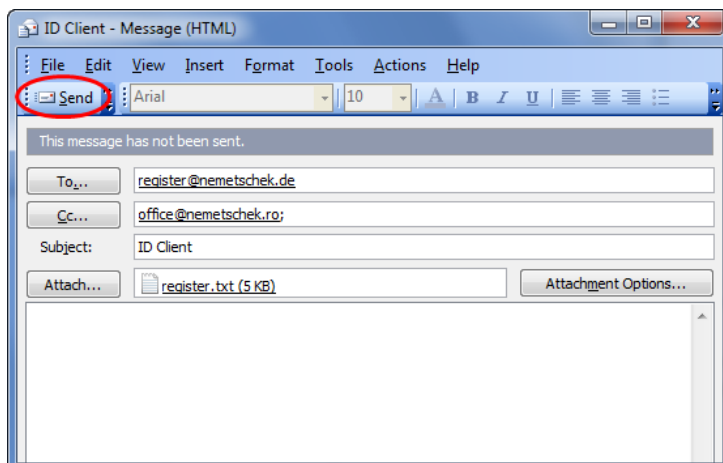 ID Client - Message (HTML)
File Edit View Insert Format Tools Actions Help
Send Arial 10 A B I U
This message has not been sent.
To... register@nemetschek.de
Cc... office@nemetschek.ro;
Subject: ID Client
Attach... register.txt (5 KB) Attachment Options...